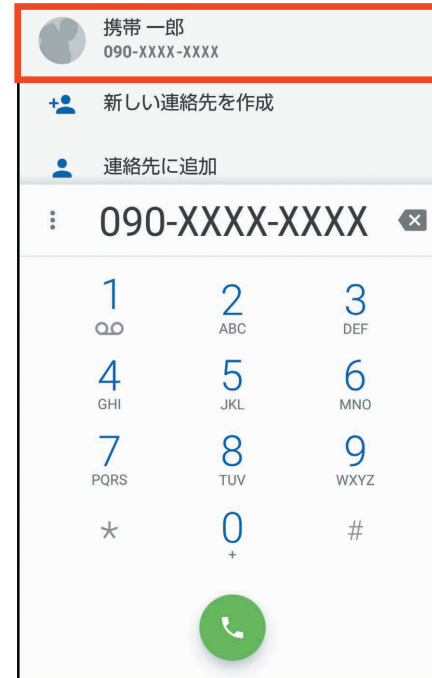 携帯 一郎
090-XXXX-XXXX
新しい連絡先を作成
連絡先に追加
090-XXXX-XXXX
1 2 3
ABC DEF
4 5 6
GHI JKL MNO
7 8 9
PQRS TUV WXYZ
* 0 #
+